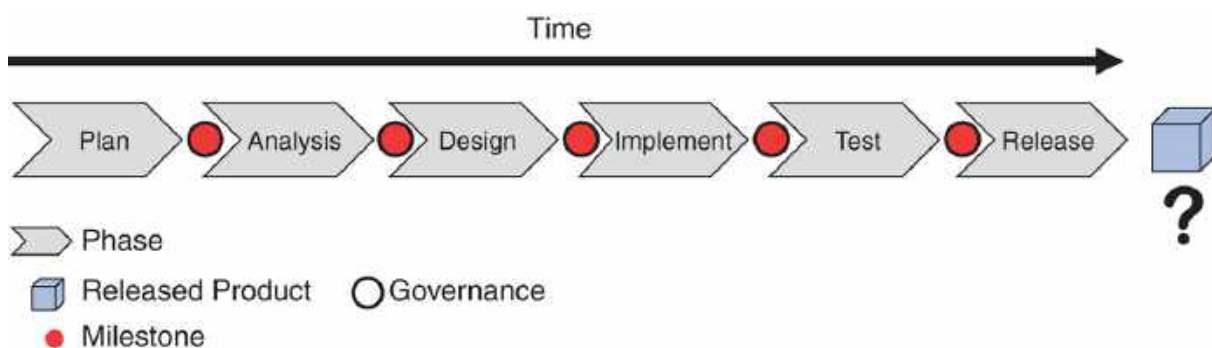 Time
Plan Analysis Design Implement Test Release
?
Phase
Released Product Governance
Milestone